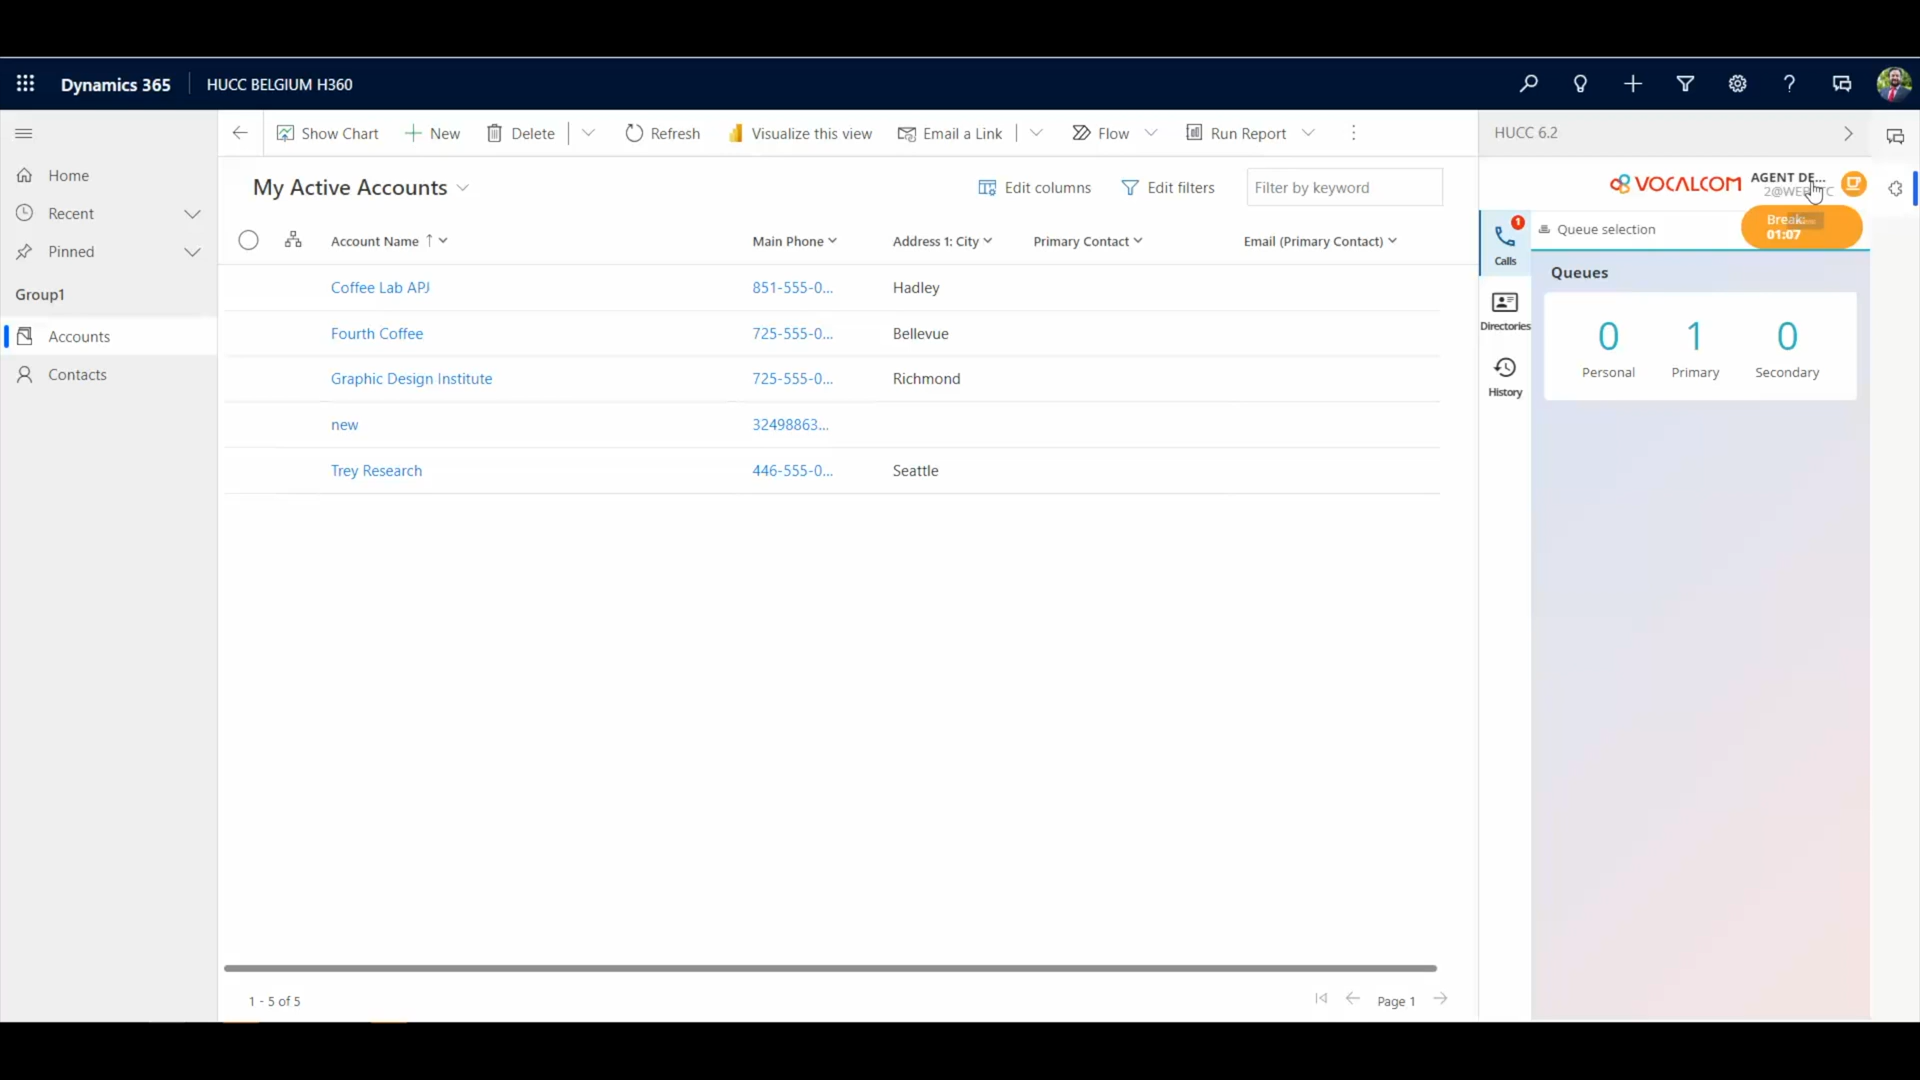 Dynamics 365
HUCC BELGIUM H360
Show Chart
New
Delete
Refresh
Visualize this view
Email a Link
Flow
Run Report
HUCC 6.2
Home
Recent
Pinned
Group1
Accounts
Contacts
My Active Accounts
Edit columns
Edit filters
Filter by keyword
Account Name
Main Phone
Address 1: City
Primary Contact
Email (Primary Contact)
Coffee Lab APJ
851-555-0...
Hadley
Fourth Coffee
725-555-0...
Bellevue
Graphic Design Institute
725-555-0...
Richmond
new
32498863...
Trey Research
446-555-0...
Seattle
1 - 5 of 5
Page 1
VOCALCOM
AGENT DE...
Break
01:07
1
Calls
Directories
History
Queue selection
Queues
0
1
0
Personal
Primary
Secondary